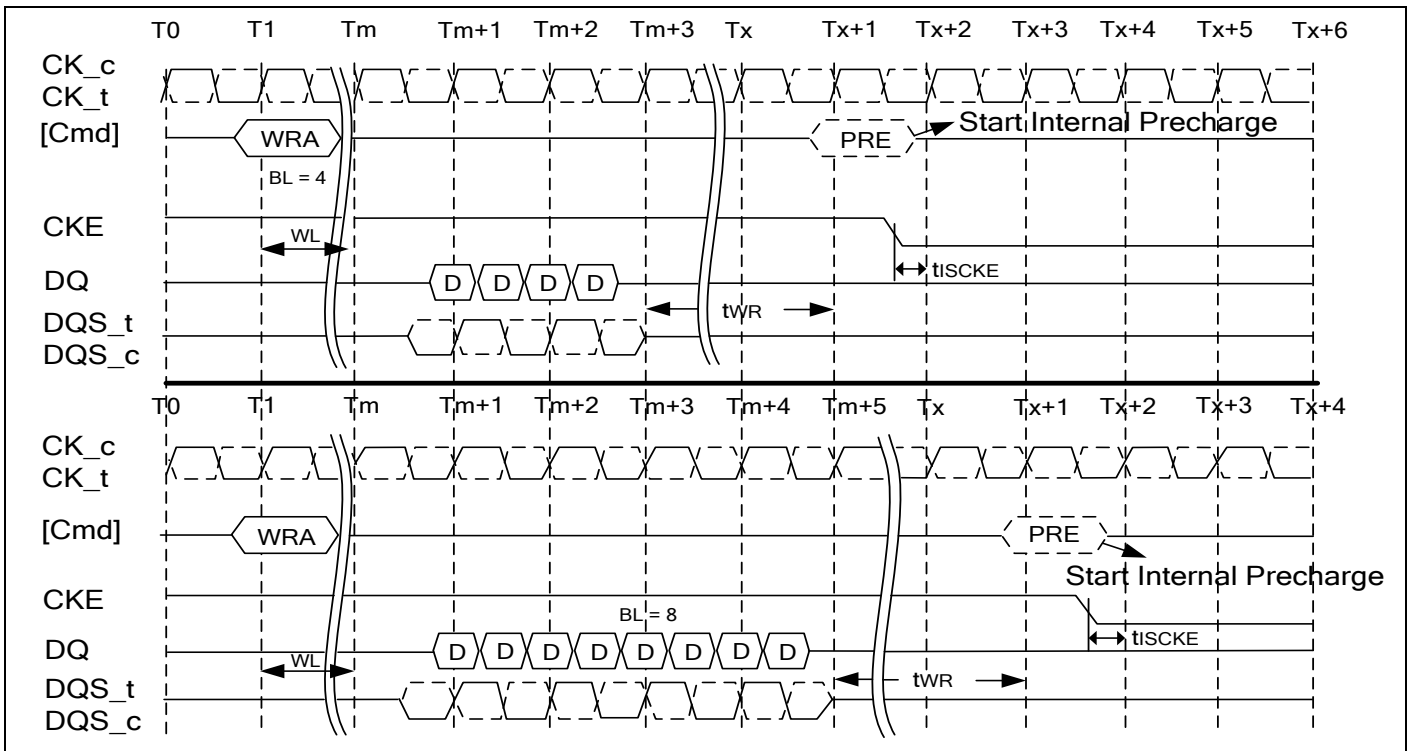 T0 T1 Tm Tm+1 Tm+2 Tm+3 Tx Tx+1 Tx+2 Tx+3 Tx+4 Tx+5 Tx+6
CK_c
CK_t
[Cmd] WRA PRE Start Internal Precharge
BL = 4
CKE
WL
tISCKE
DQ D D D D
tWR
DQS_t
DQS_c
T0 T1 Tm Tm+1 Tm+2 Tm+3 Tm+4 Tm+5 Tx Tx+1 Tx+2 Tx+3 Tx+4
CK_c
CK_t
[Cmd] WRA PRE
Start Internal Precharge
CKE
BL = 8
tISCKE
DQ D D D D D D D D
WL
tWR
DQS_t
DQS_c